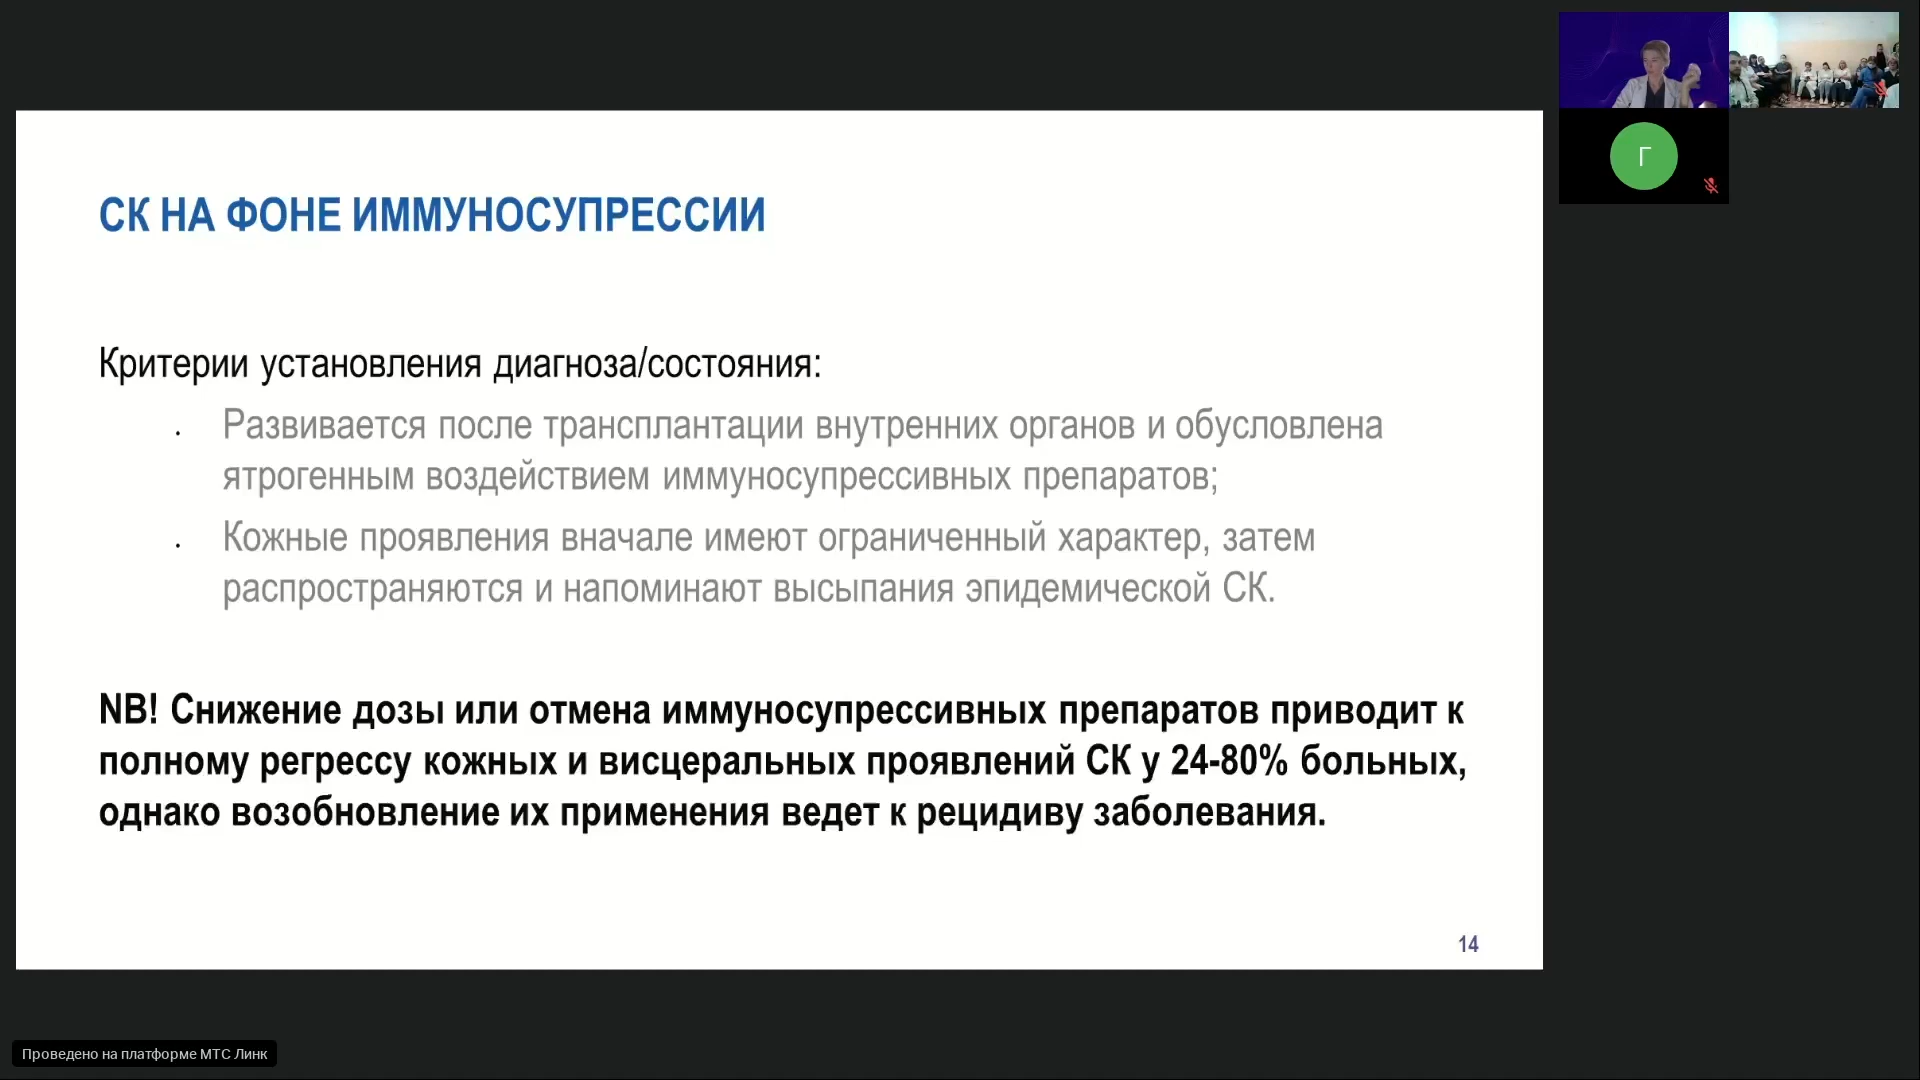 СК НА ФОНЕ ИММУНОСУПРЕССИИ
Критерии установления диагноза/состояния:
· Развивается после трансплантации внутренних органов и обусловлена
ятрогенным воздействием иммуносупрессивных препаратов;
· Кожные проявления вначале имеют ограниченный характер, затем
распространяются и напоминают высыпания эпидемической СК.
NB! Снижение дозы или отмена иммуносупрессивных препаратов приводит к
полному регрессу кожных и висцеральных проявлений СК у 24-80% больных,
однако возобновление их применения ведет к рецидиву заболевания.
14
Г
Проведено на платформе МТС Линк